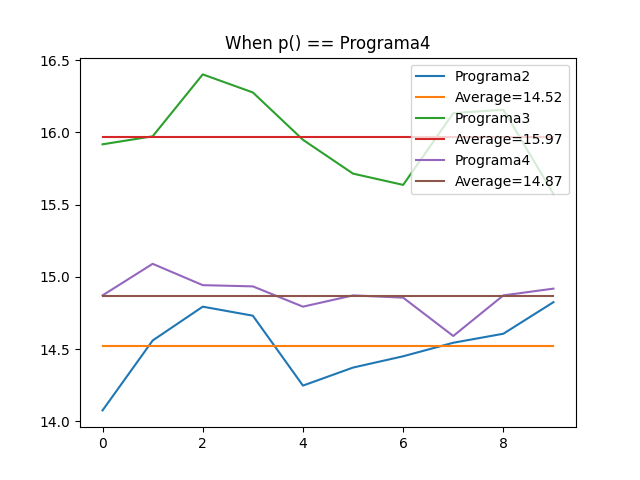 When p() == Programa4
16.5
16.0
15.5
15.0
14.5
14.0
0 2 4 6 8
Programa2
Average=14.52
Programa3
Average=15.97
Programa4
Average=14.87